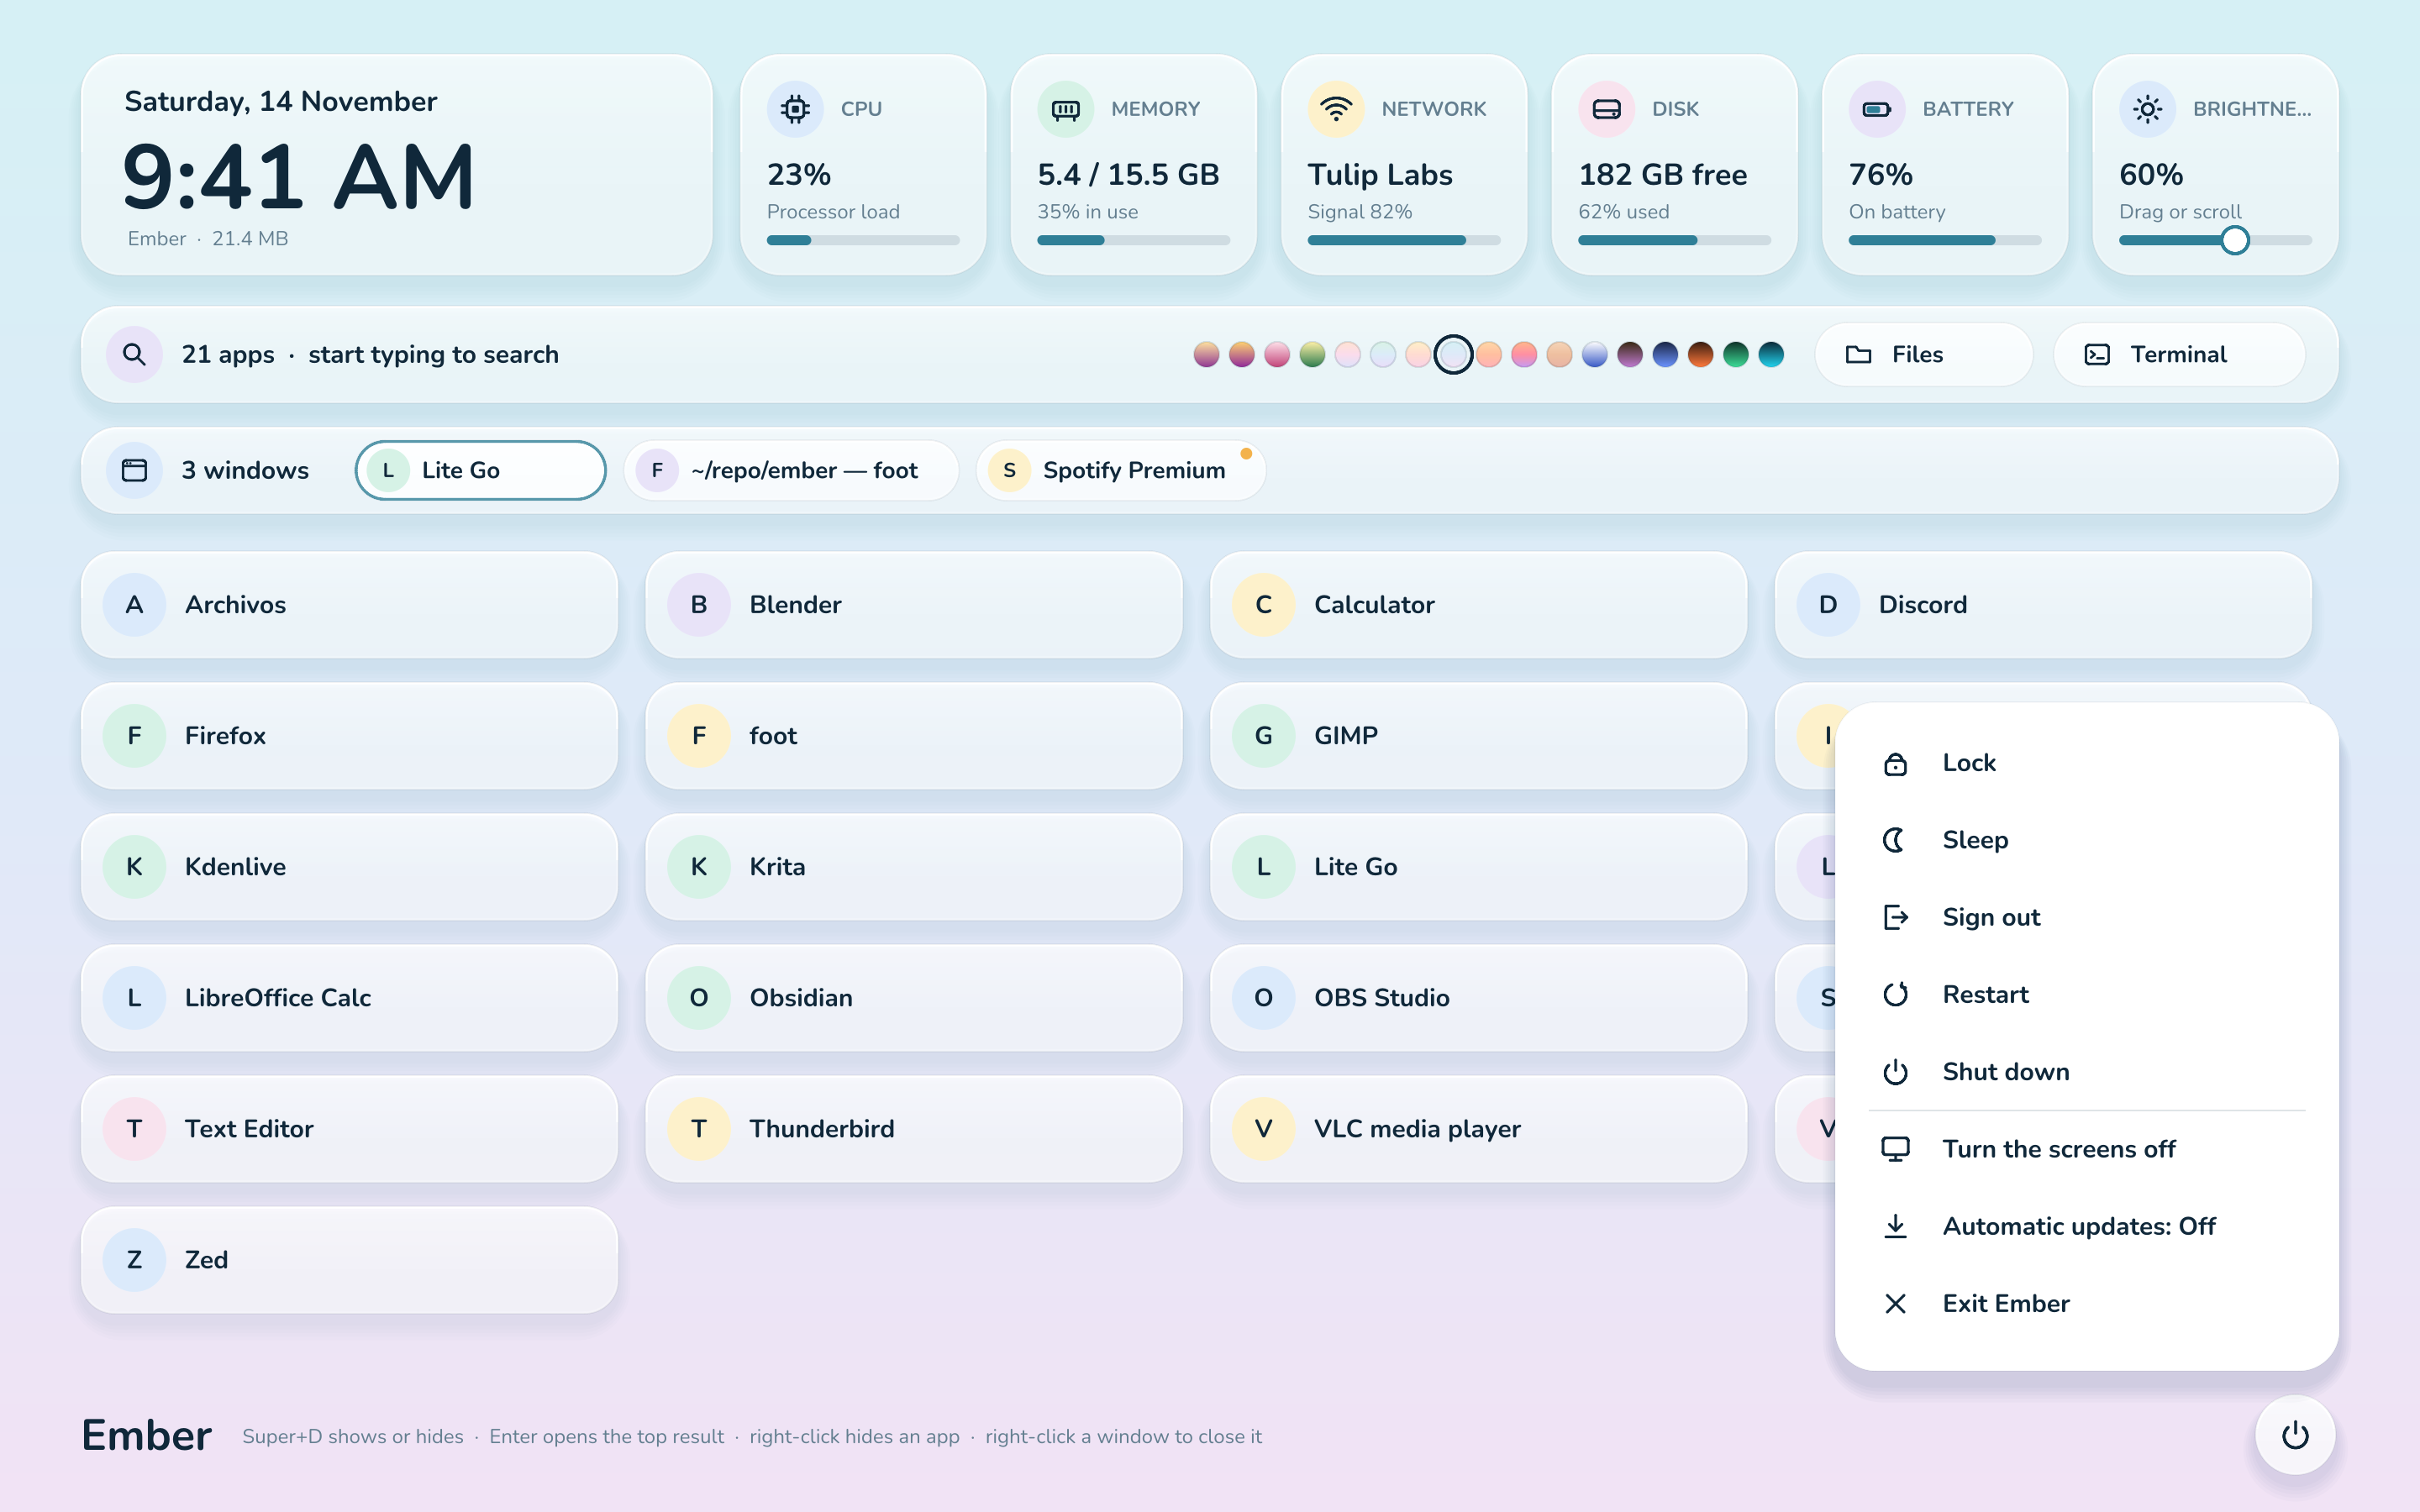 Saturday, 14 November
9:41 AM
Ember · 21.4 MB
CPU
23%
Processor load
MEMORY
5.4 / 15.5 GB
35% in use
NETWORK
Tulip Labs
Signal 82%
DISK
182 GB free
62% used
BATTERY
76%
On battery
BRIGHTNE...
60%
Drag or scroll
21 apps · start typing to search
Files
Terminal
3 windows
L Lite Go
F ~/repo/ember — foot
S Spotify Premium
A Archivos
B Blender
C Calculator
D Discord
F Firefox
F foot
G GIMP
I
K Kdenlive
K Krita
L Lite Go
L
L LibreOffice Calc
O Obsidian
O OBS Studio
S
T Text Editor
T Thunderbird
V VLC media player
V
Z Zed
Lock
Sleep
Sign out
Restart
Shut down
Turn the screens off
Automatic updates: Off
Exit Ember
Ember
Super+D shows or hides · Enter opens the top result · right-click hides an app · right-click a window to close it